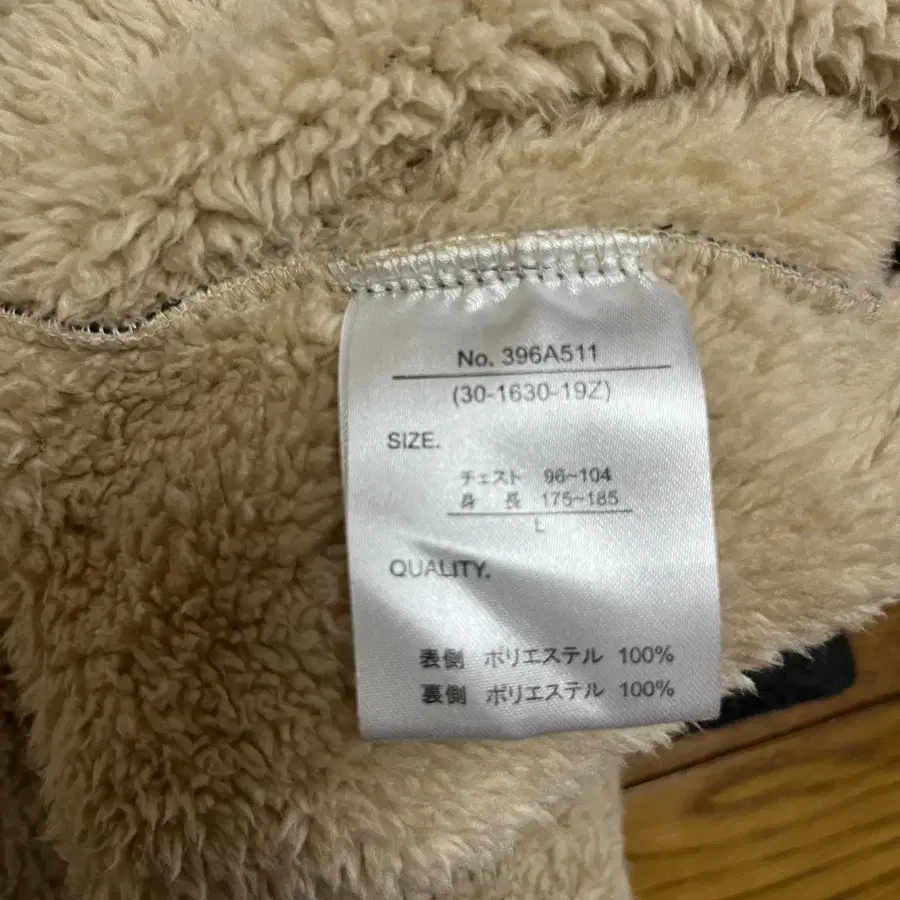 No. 396A511
(30-1630-19Z)
SIZE.
チェスト 96~104
身 長 175~185
L
QUALITY.
表側 ポリエステル 100%
裏側 ポリエステル 100%